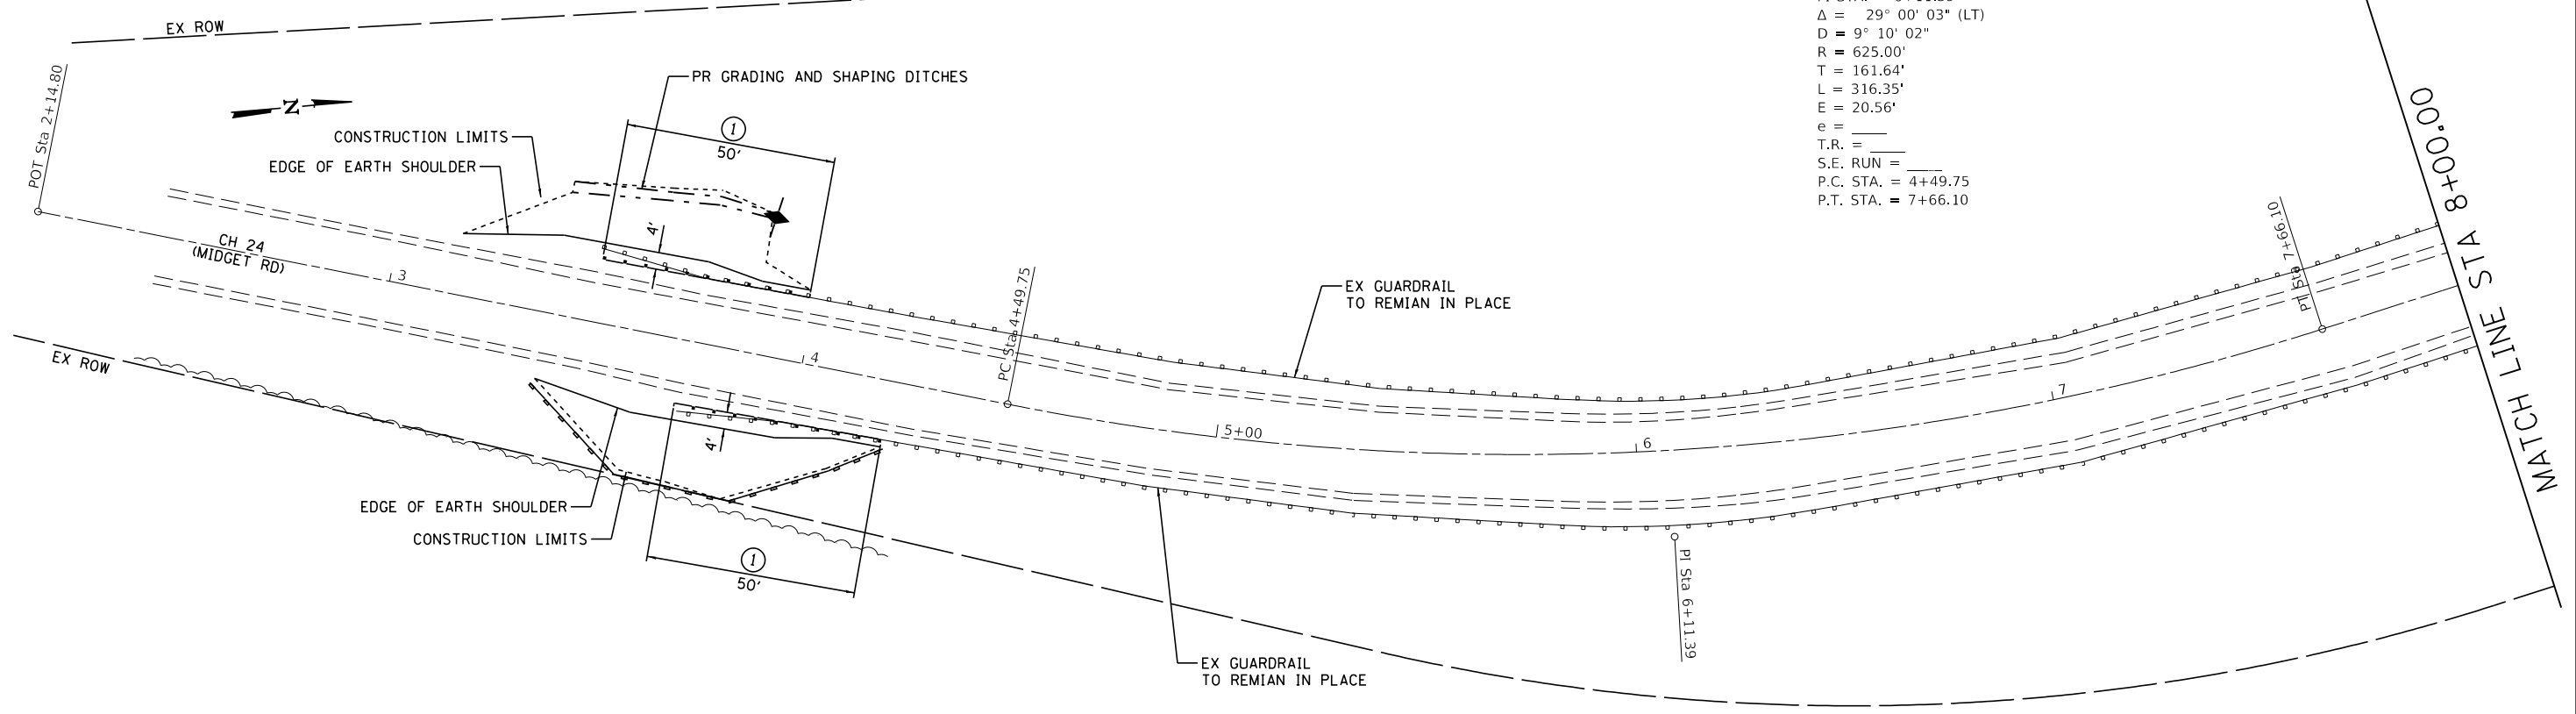 EX ROW
POT Sta 2+14.80
N
PR GRADING AND SHAPING DITCHES
CONSTRUCTION LIMITS
EDGE OF EARTH SHOULDER
1
50'
4'
CH 24
(MIDGET RD)
3
4
EX ROW
PC Sta 4+49.75
EX GUARDRAIL
TO REMIAN IN PLACE
Δ = 29° 00' 03" (LT)
D = 9° 10' 02"
R = 625.00'
T = 161.64'
L = 316.35'
E = 20.56'
e = ____
T.R. = ____
S.E. RUN = ____
P.C. STA. = 4+49.75
P.T. STA. = 7+66.10
PT Sta 7+66.10
MATCH LINE STA 8+00.00
5+00
6
7
4'
EDGE OF EARTH SHOULDER
CONSTRUCTION LIMITS
1
50'
PI Sta 6+11.39
EX GUARDRAIL
TO REMIAN IN PLACE